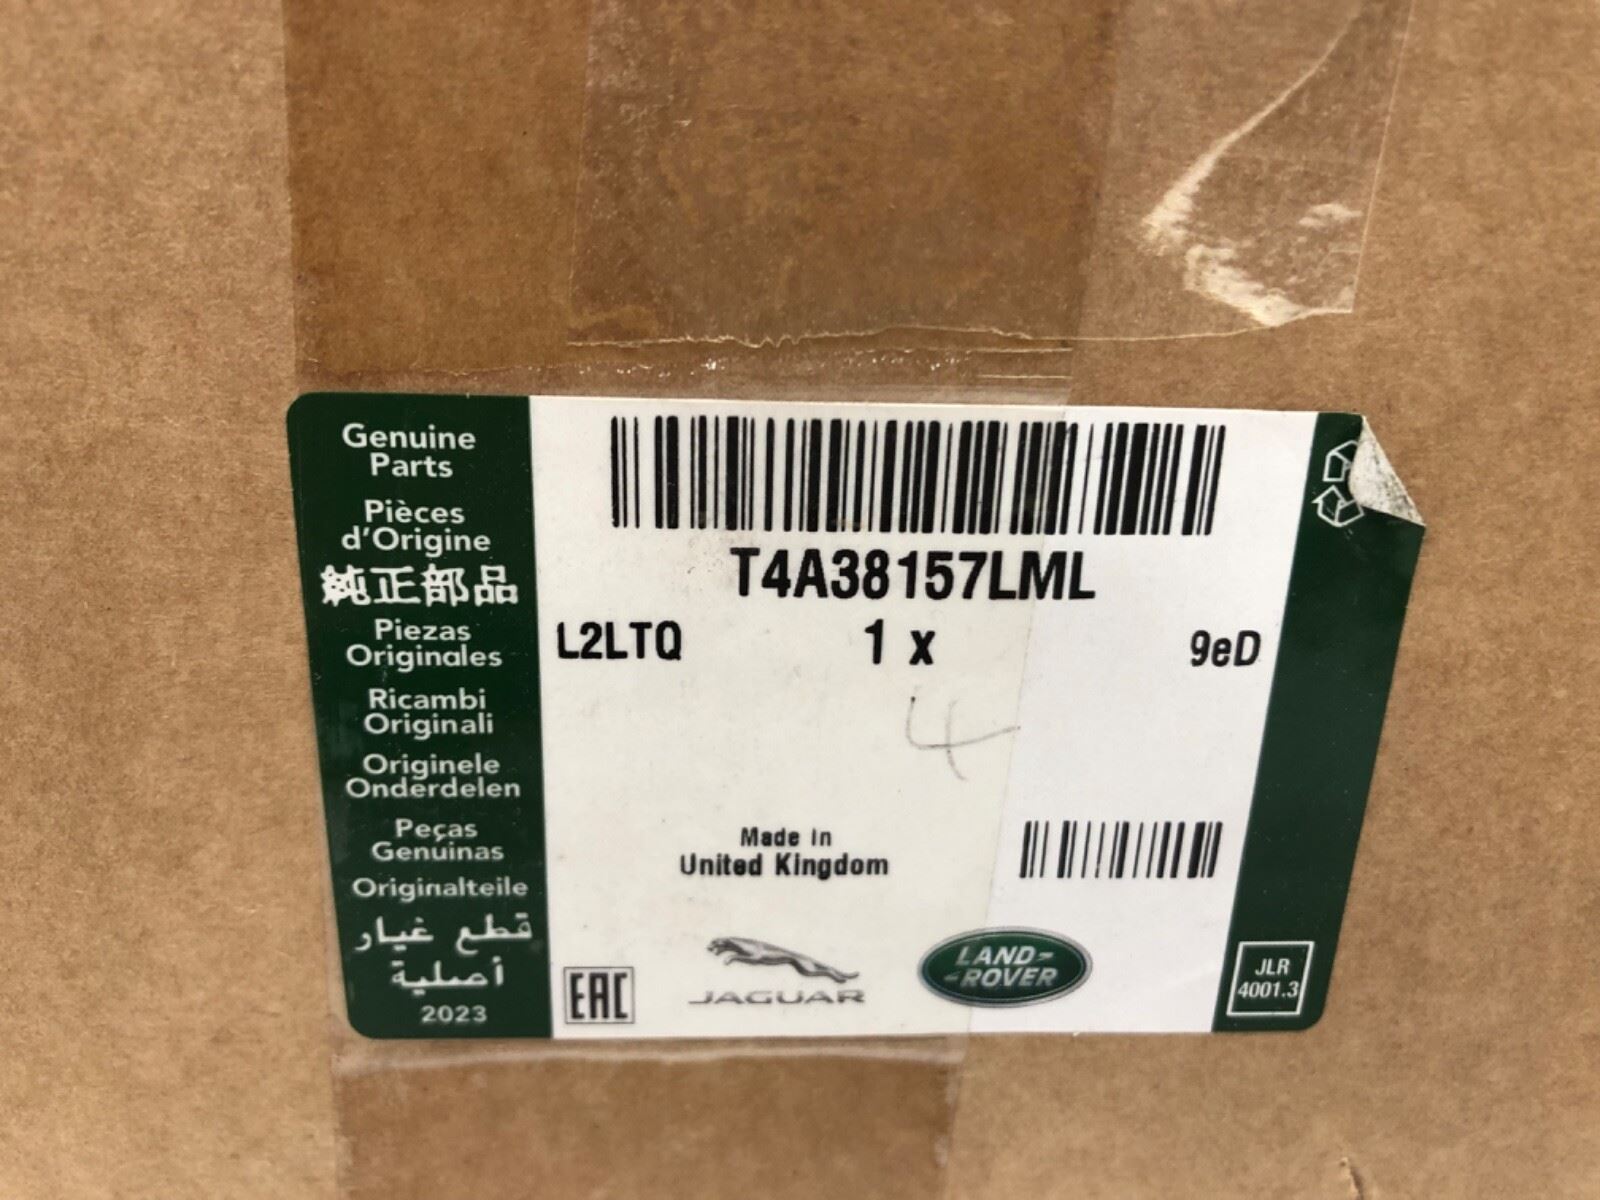 Genuine
Parts
Pièces
d'Origine
純正部品
Piezas
Originales
Ricambi
Originali
Originele
Onderdelen
Peças
Genuinas
Originalteile
قطع غيار
أصلية
2023
T4A38157LML
L2LTQ 1 x 9eD
4
Made in
United Kingdom
EAC
JAGUAR
LAND-
-ROVER
JLR
4001.3